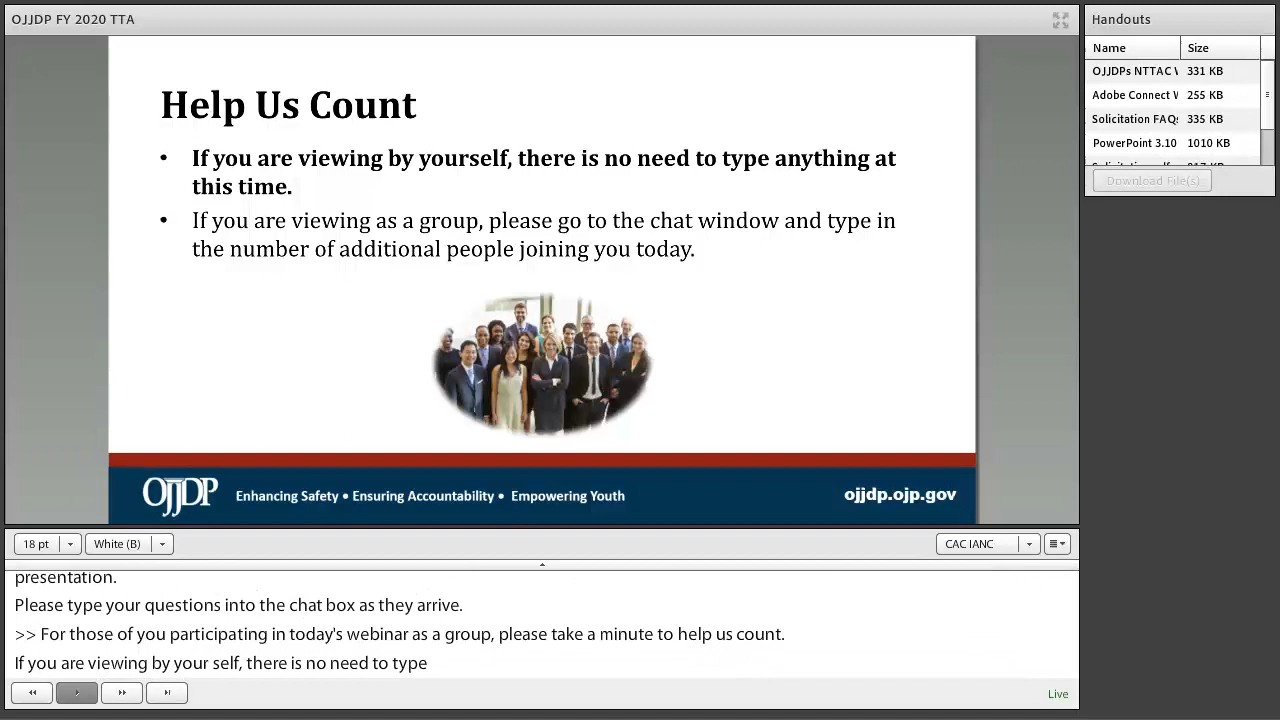 OJJDP FY 2020 TTA
Help Us Count
• If you are viewing by yourself, there is no need to type anything at
this time.
• If you are viewing as a group, please go to the chat window and type in
the number of additional people joining you today.
OJJDP Enhancing Safety • Ensuring Accountability • Empowering Youth ojjdp.ojp.gov
18 pt White (B) CAC IANC
presentation.
Please type your questions into the chat box as they arrive.
>> For those of you participating in today's webinar as a group, please take a minute to help us count.
If you are viewing by your self, there is no need to type
Live
Handouts
Name Size
OJJDPs NTTAC 331 KB
Adobe Connect 255 KB
Solicitation FAQs 335 KB
PowerPoint 3.10 1010 KB
Download File(s)